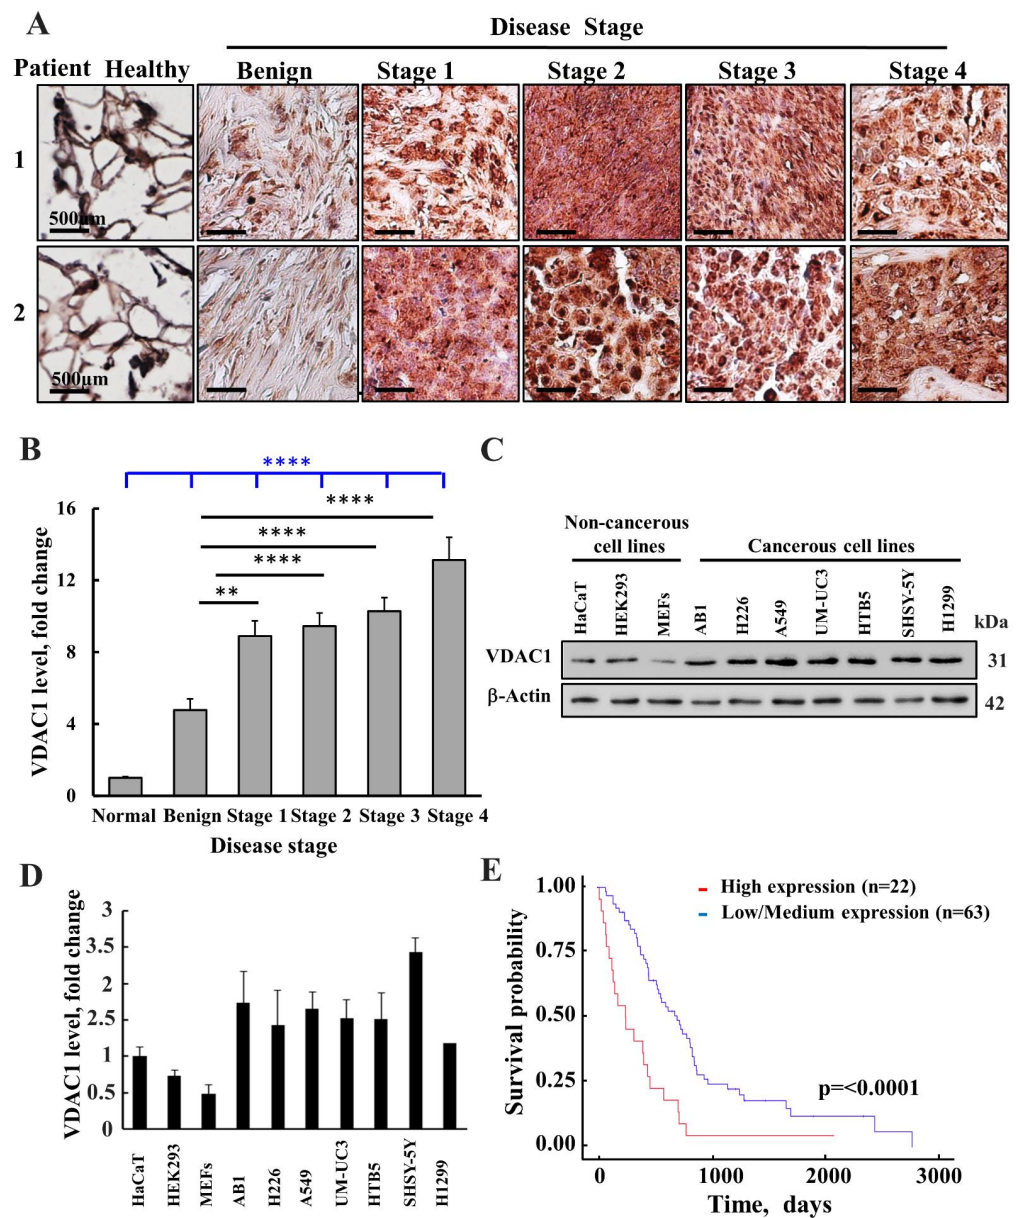 A
Disease Stage
Patient Healthy Benign Stage 1 Stage 2 Stage 3 Stage 4
1
500μm
2
500μm
B
****
****
****
****
**
VDAC1 level, fold change
16
12
8
4
0
Normal Benign Stage 1 Stage 2 Stage 3 Stage 4
Disease stage
C
Non-cancerous
cell lines
Cancerous cell lines
HaCaT HEK293 MEFs AB1 H226 A549 UM-UC3 HTB5 SHSY-5Y H1299
kDa
VDAC1 31
β-Actin 42
D
VDAC1 level, fold change
3
3.5
2
2.5
1
0.5
0
HaCaT HEK293 MEFs AB1 H226 A549 UM-UC3 HTB5 SHSY-5Y H1299
E
Survival probability
1.00
0.75
0.50
0.25
0.00
High expression (n=22)
Low/Medium expression (n=63)
p=<0.0001
0 1000 2000 3000
Time, days